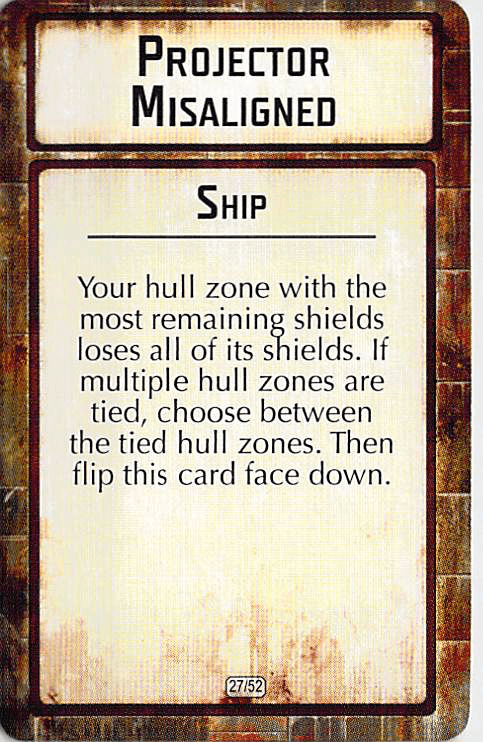 Projector
Misaligned
Ship
Your hull zone with the
most remaining shields
loses all of its shields. If
multiple hull zones are
tied, choose between
the tied hull zones. Then
flip this card face down.
27/52